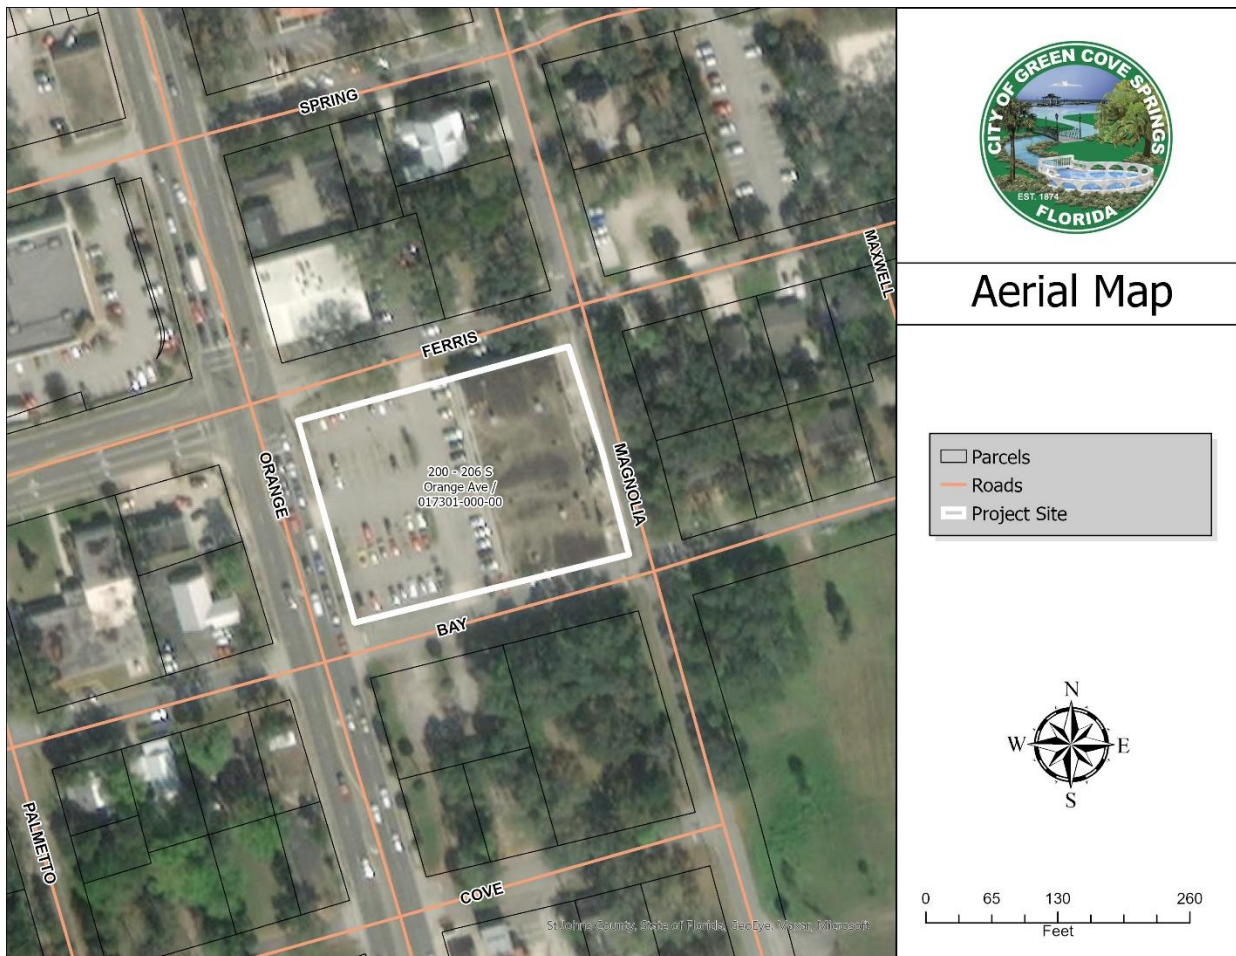 SPRING
FERRIS
MAXWELL
ORANGE
MAGNOLIA
200 - 206 S
Orange Ave /
017301-000-00
BAY
PALMETTO
COVE
St Johns County, State of Florida, GeoEye, Maxar, Microsoft
CITY OF GREEN COVE SPRINGS
EST. 1874
FLORIDA
Aerial Map
Parcels
Roads
Project Site
N
W E
S
0 65 130 260
Feet